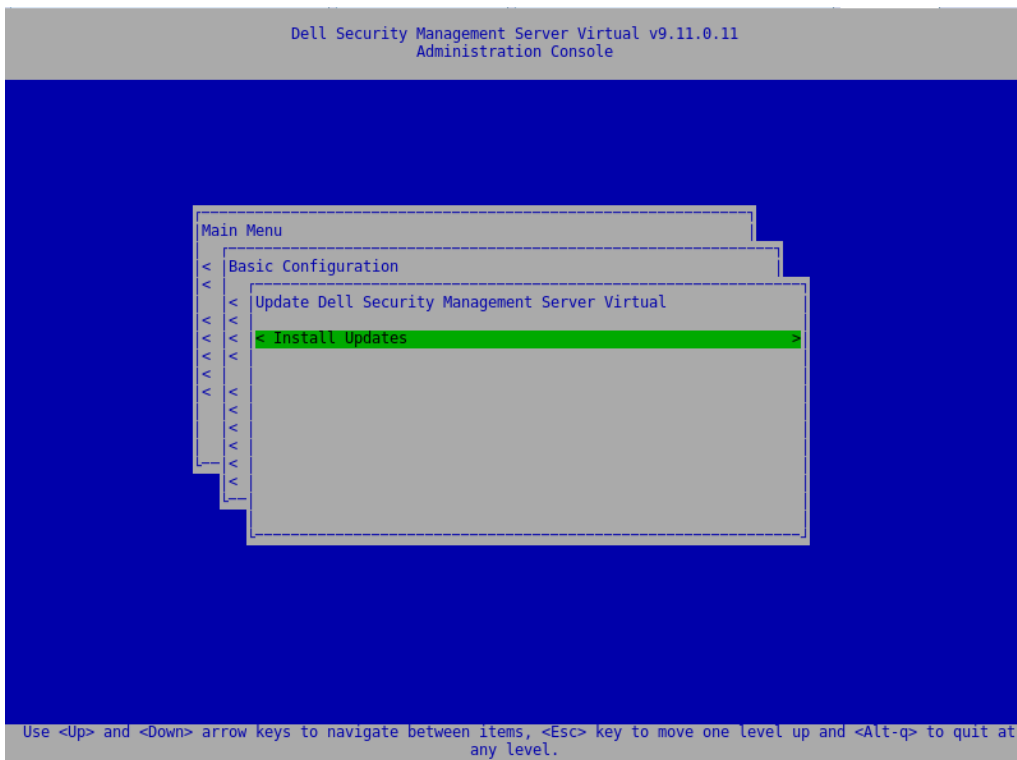 Dell Security Management Server Virtual v9.11.0.11
Administration Console
Main Menu
< Basic Configuration
<
< Update Dell Security Management Server Virtual
< <
< < < Install Updates >
< <
<
< <
<
<
<
<
<
Use <Up> and <Down> arrow keys to navigate between items, <Esc> key to move one level up and <Alt-q> to quit at
any level.